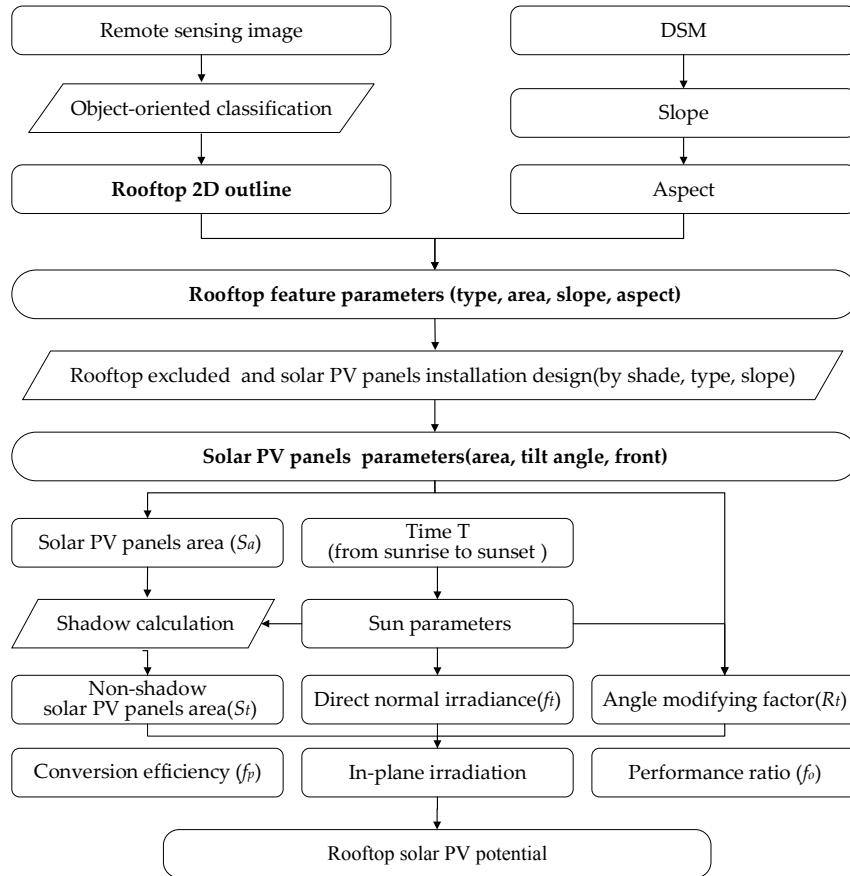 Remote sensing image
DSM
Object-oriented classification
Slope
Rooftop 2D outline
Aspect
Rooftop feature parameters (type, area, slope, aspect)
Rooftop excluded and solar PV panels installation design(by shade, type, slope)
Solar PV panels parameters(area, tilt angle, front)
Solar PV panels area (Sa)
Time T
(from sunrise to sunset )
Shadow calculation
Sun parameters
Non-shadow
solar PV panels area(St)
Direct normal irradiance(ft)
Angle modifying factor(Rt)
Conversion efficiency (fp)
In-plane irradiation
Performance ratio (fo)
Rooftop solar PV potential